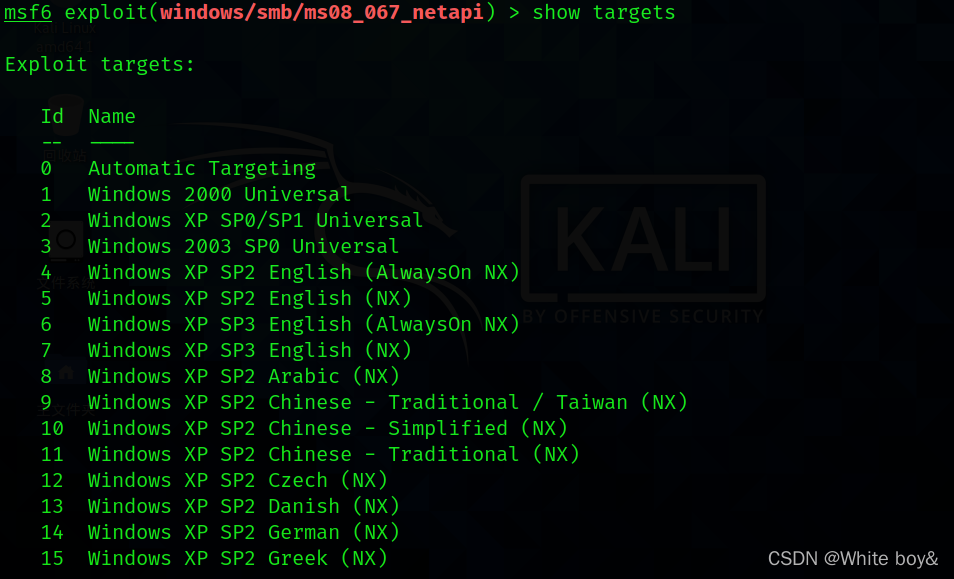 msf6 exploit(windows/smb/ms08_067_netapi) > show targets
Exploit targets:
Id Name
-- ----
0 Automatic Targeting
1 Windows 2000 Universal
2 Windows XP SP0/SP1 Universal
3 Windows 2003 SP0 Universal
4 Windows XP SP2 English (AlwaysOn NX)
5 Windows XP SP2 English (NX)
6 Windows XP SP3 English (AlwaysOn NX)
7 Windows XP SP3 English (NX)
8 Windows XP SP2 Arabic (NX)
9 Windows XP SP2 Chinese - Traditional / Taiwan (NX)
10 Windows XP SP2 Chinese - Simplified (NX)
11 Windows XP SP2 Chinese - Traditional (NX)
12 Windows XP SP2 Czech (NX)
13 Windows XP SP2 Danish (NX)
14 Windows XP SP2 German (NX)
15 Windows XP SP2 Greek (NX)
KALI
BY OFFENSIVE SECURITY
CSDN @White boy&